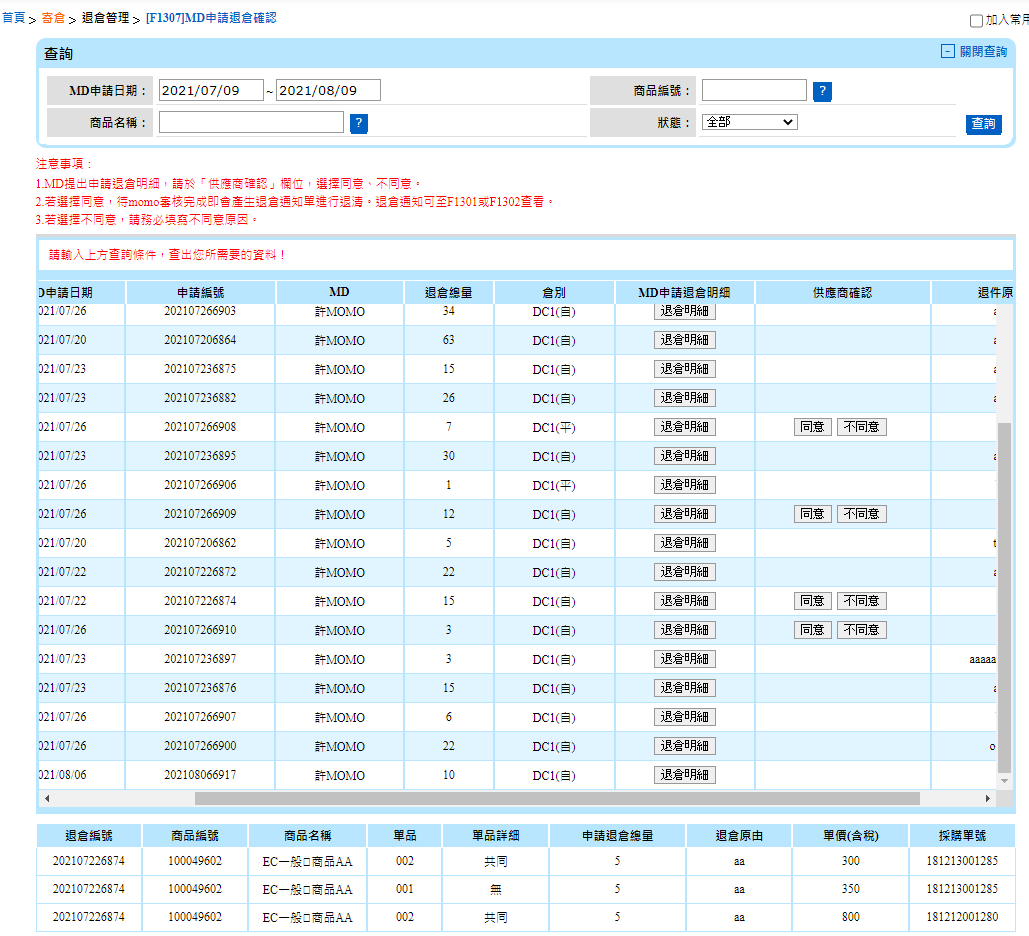 首頁 > 寄倉 > 退倉管理 > [F1307]MD申請退倉確認
加入常用
查詢
- 關閉查詢
MD申請日期： 2021/07/09 ~ 2021/08/09 商品編號： ?
商品名稱： ? 狀態： 全部 查詢
注意事項：
1.MD提出申請退倉明細，請於「供應商確認」欄位，選擇同意、不同意。
2.若選擇同意，待momo審核完成即會產生退倉通知單進行退清。退倉通知可至F1301或F1302查看。
3.若選擇不同意，請務必填寫不同意原因。
請輸入上方查詢條件，查出您所需要的資料！
D申請日期 申請編號 MD 退倉總量 倉別 MD申請退倉明細 供應商確認 退件原
021/07/26 202107266903 許MOMO 34 DC1(自) 退倉明細
021/07/20 202107206864 許MOMO 63 DC1(自) 退倉明細
021/07/23 202107236875 許MOMO 15 DC1(自) 退倉明細
021/07/23 202107236882 許MOMO 26 DC1(自) 退倉明細
021/07/26 202107266908 許MOMO 7 DC1(平) 退倉明細 同意 不同意
021/07/23 202107236895 許MOMO 30 DC1(自) 退倉明細
021/07/26 202107266906 許MOMO 1 DC1(平) 退倉明細
021/07/26 202107266909 許MOMO 12 DC1(自) 退倉明細 同意 不同意
021/07/20 202107206862 許MOMO 5 DC1(自) 退倉明細 t
021/07/22 202107226872 許MOMO 22 DC1(自) 退倉明細
021/07/22 202107226874 許MOMO 15 DC1(自) 退倉明細 同意 不同意
021/07/26 202107266910 許MOMO 3 DC1(自) 退倉明細 同意 不同意
021/07/23 202107236897 許MOMO 3 DC1(自) 退倉明細 aaaaa
021/07/23 202107236876 許MOMO 15 DC1(自) 退倉明細
021/07/26 202107266907 許MOMO 6 DC1(自) 退倉明細
021/07/26 202107266900 許MOMO 22 DC1(自) 退倉明細 o
021/08/06 202108066917 許MOMO 10 DC1(自) 退倉明細
退倉編號 商品編號 商品名稱 單品 單品詳細 申請退倉總量 退倉原由 單價(含稅) 採購單號
202107226874 100049602 EC一般□商品AA 002 共同 5 aa 300 181213001285
202107226874 100049602 EC一般□商品AA 001 無 5 aa 350 181213001285
202107226874 100049602 EC一般□商品AA 002 共同 5 aa 800 181212001280